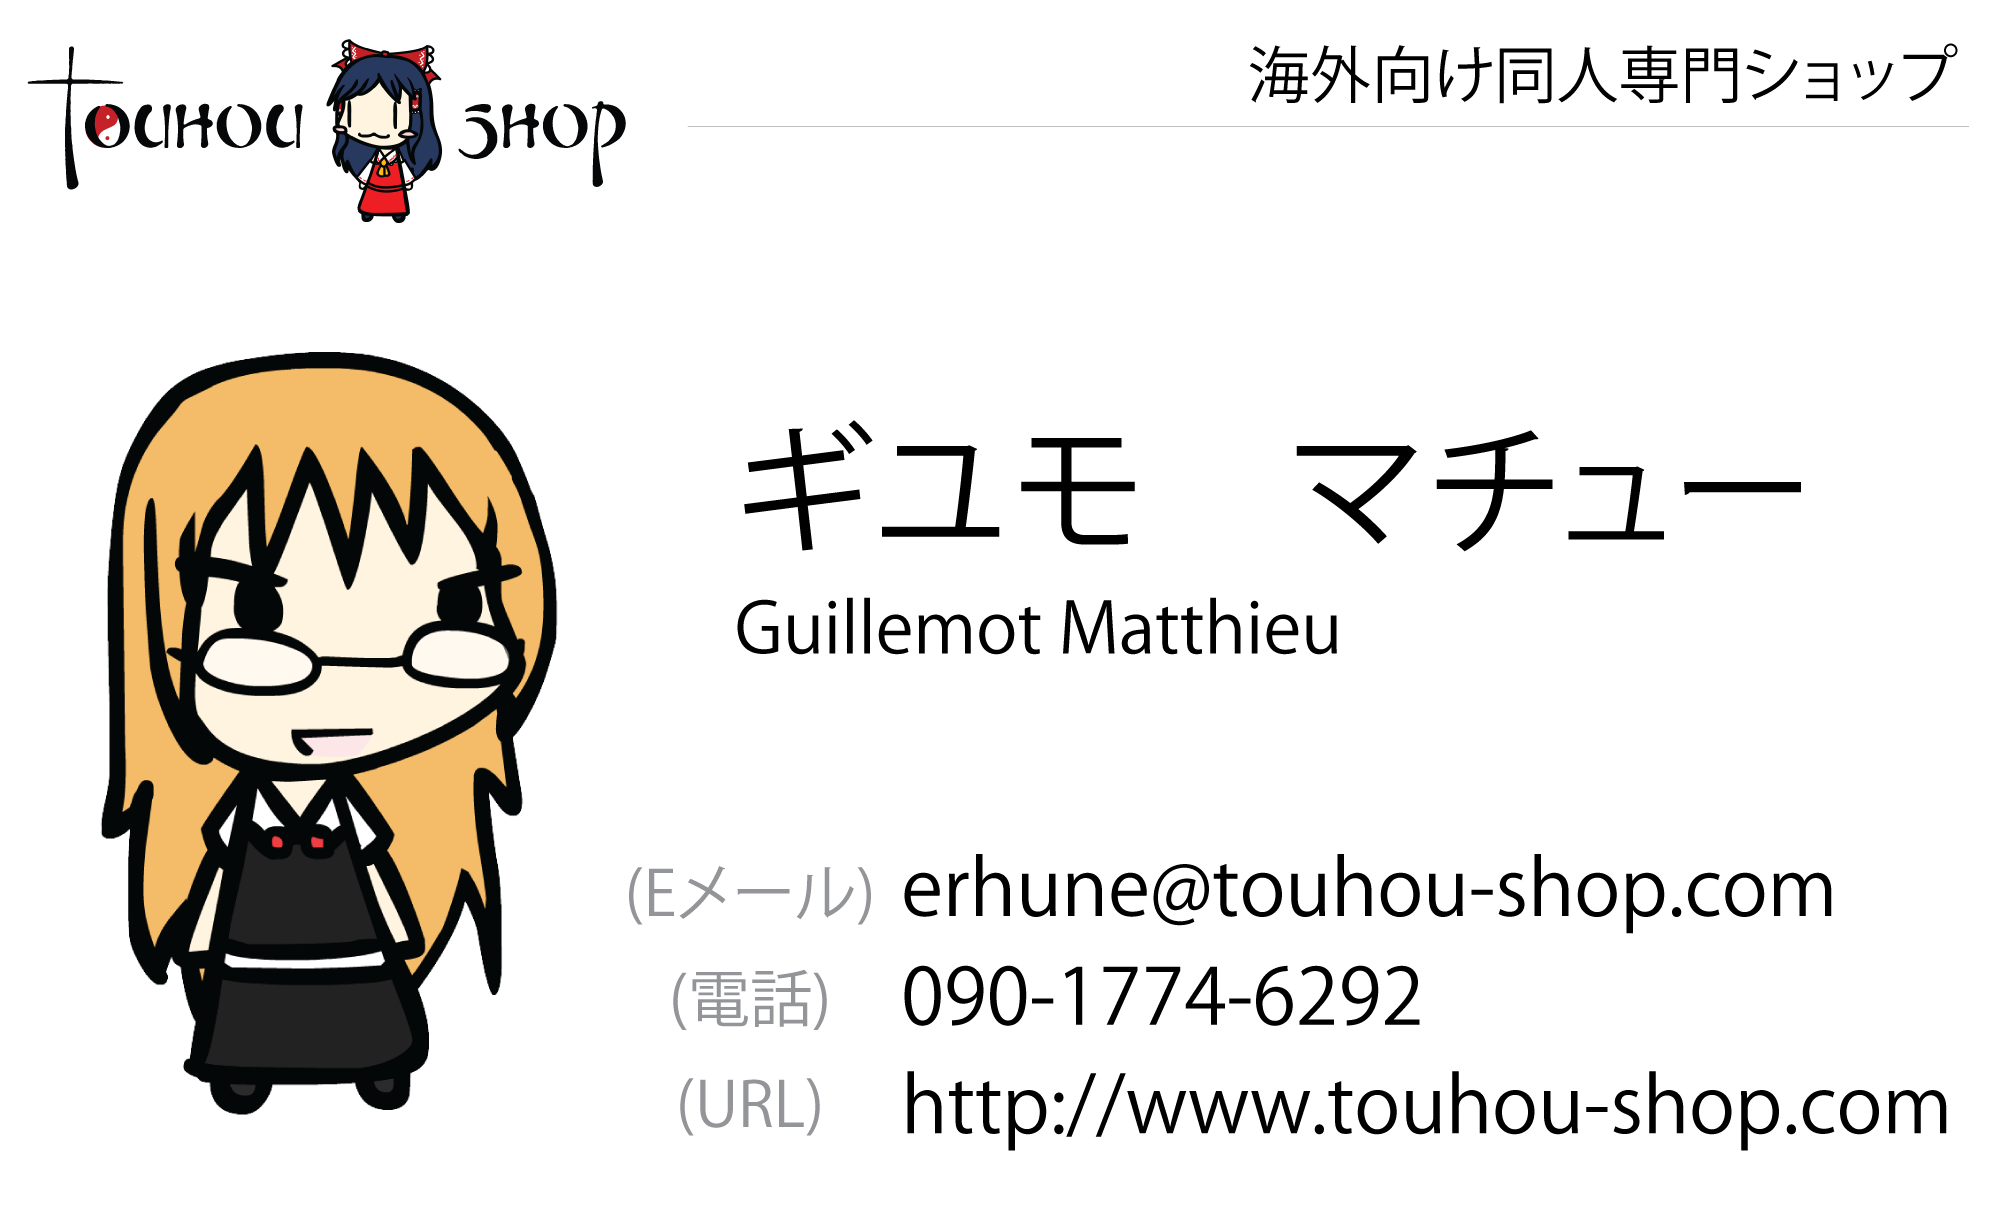 Touhou Shop
海外向け同人専門ショップ
ギユモ　マチュー
Guillemot Matthieu
(Eメール) erhune@touhou-shop.com
(電話) 090-1774-6292
(URL) http://www.touhou-shop.com